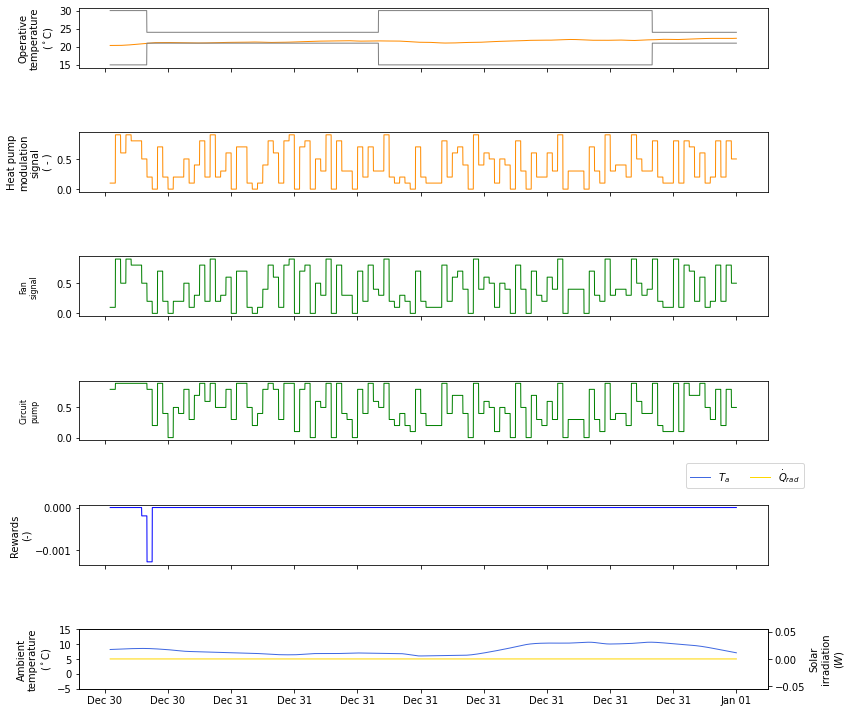 Operative
temperature
(°C)
30
25
20
15
Heat pump
modulation
signal
( - )
0.5
0.0
Fan
signal
0.5
0.0
Circuit
pump
0.5
0.0
T_a Q̇_rad
Rewards
(-)
0.000
−0.001
Ambient
temperature
(°C)
15
10
5
0
−5
0.05
0.00
−0.05
Solar
irradiation
(W)
Dec 30 Dec 30 Dec 31 Dec 31 Dec 31 Dec 31 Dec 31 Dec 31 Dec 31 Dec 31 Jan 01